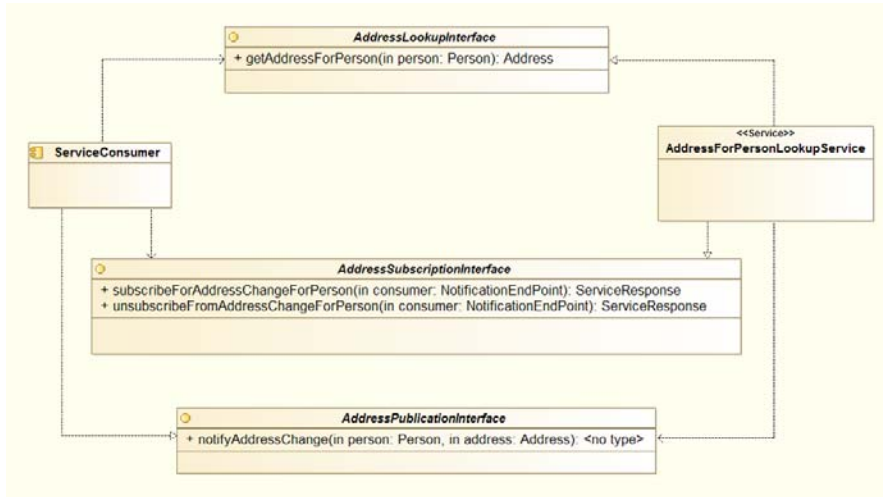 AddressLookupInterface
+ getAddressForPerson(in person: Person): Address
<<Service>>
AddressForPersonLookupService
ServiceConsumer
AddressSubscriptionInterface
+ subscribeForAddressChangeForPerson(in consumer: NotificationEndPoint): ServiceResponse
+ unsubscribeFromAddressChangeForPerson(in consumer: NotificationEndPoint): ServiceResponse
AddressPublicationInterface
+ notifyAddressChange(in person: Person, in address: Address): <no type>